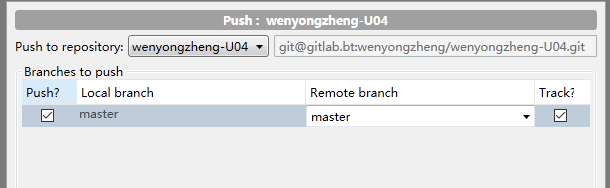 Push :  wenyongzheng-U04
Push to repository: wenyongzheng-U04 git@gitlab.bt:wenyongzheng/wenyongzheng-U04.git
Branches to push
Push? Local branch Remote branch Track?
master master